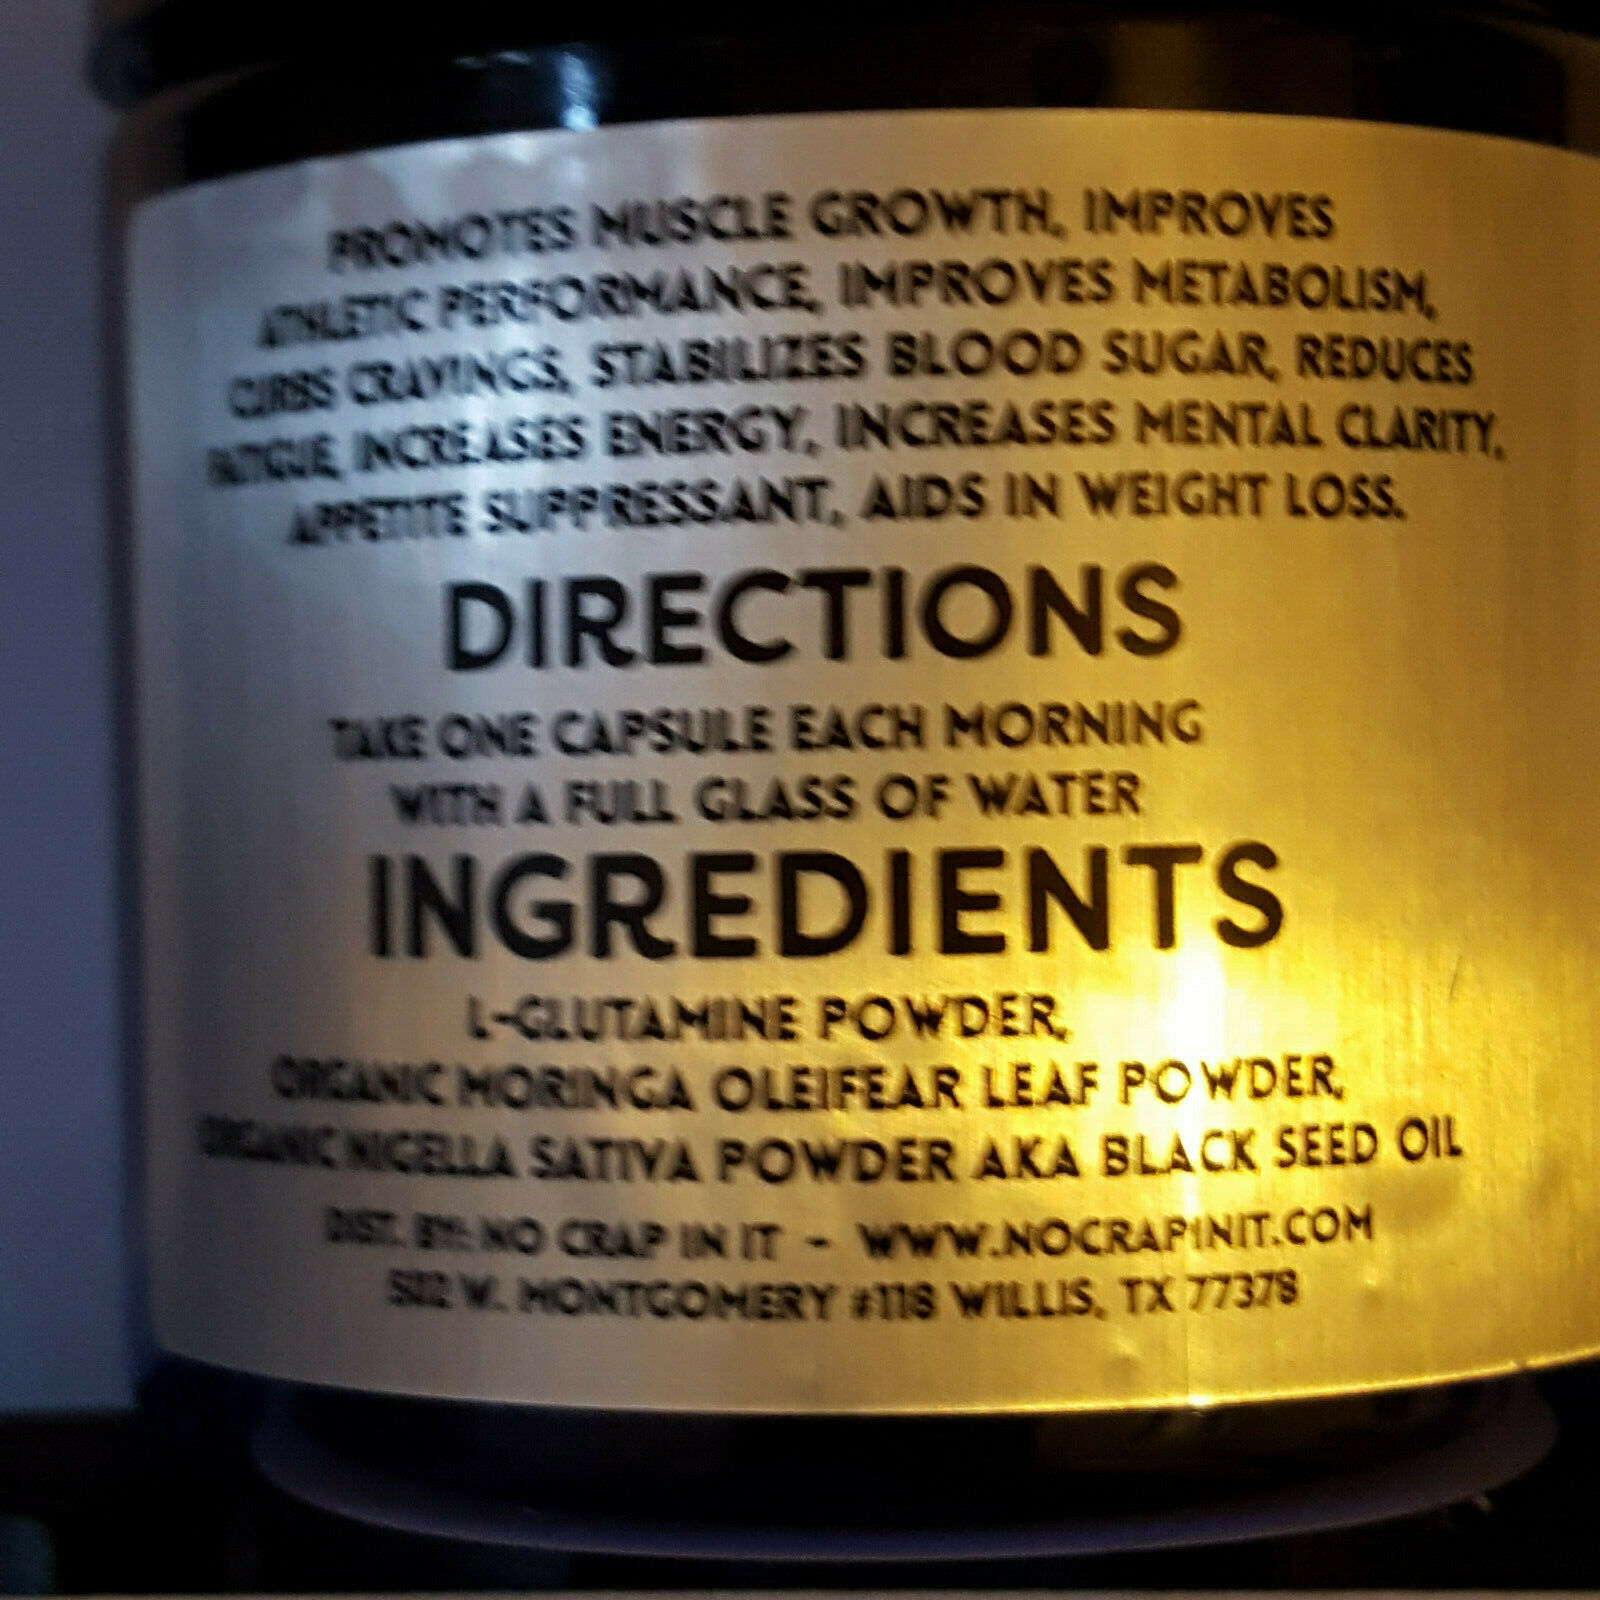 PROMOTES MUSCLE GROWTH, IMPROVES
ATHLETIC PERFORMANCE, IMPROVES METABOLISM,
CURBS CRAVINGS, STABILIZES BLOOD SUGAR, REDUCES
FATIGUE, INCREASES ENERGY, INCREASES MENTAL CLARITY,
APPETITE SUPPRESSANT, AIDS IN WEIGHT LOSS.
DIRECTIONS
TAKE ONE CAPSULE EACH MORNING
WITH A FULL GLASS OF WATER
INGREDIENTS
L-GLUTAMINE POWDER,
ORGANIC MORINGA OLEIFEAR LEAF POWDER,
ORGANIC NIGELLA SATIVA POWDER AKA BLACK SEED OIL
DIST. BY: NO CRAP IN IT - WWW.NOCRAPINIT.COM
W. MONTGOMERY #118 WILLIS, TX 77378